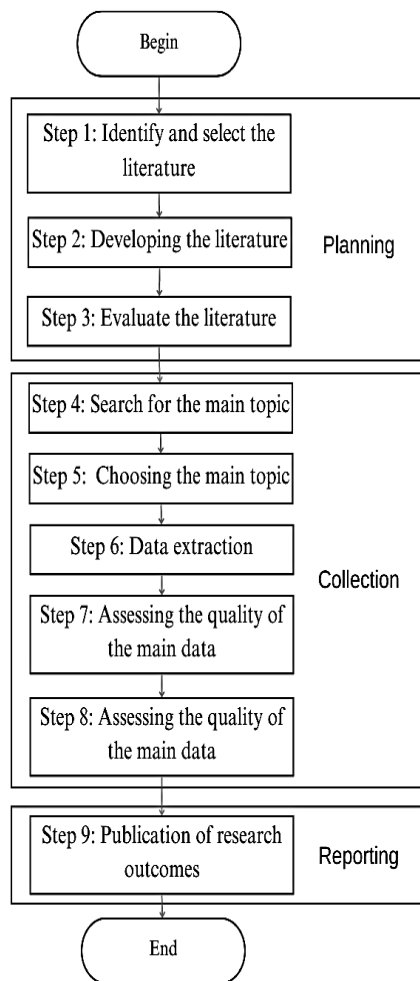 Begin
Step 1: Identify and select the
literature
Step 2: Developing the literature
Planning
Step 3: Evaluate the literature
Step 4: Search for the main topic
Step 5: Choosing the main topic
Step 6: Data extraction
Collection
Step 7: Assessing the quality of
the main data
Step 8: Assessing the quality of
the main data
Step 9: Publication of research
outcomes
Reporting
End